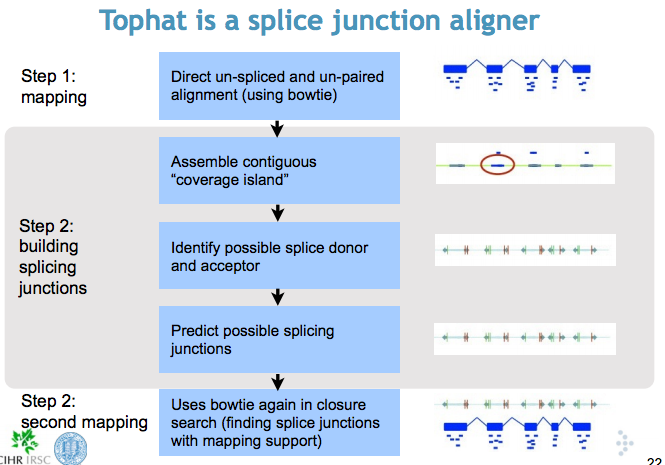 Tophat is a splice junction aligner
Step 1:
mapping
Direct un-spliced and un-paired
alignment (using bowtie)
Step 2:
building
splicing
junctions
Assemble contiguous
“coverage island”
Identify possible splice donor
and acceptor
Predict possible splicing
junctions
Step 2:
second mapping
Uses bowtie again in closure
search (finding splice junctions
with mapping support)
CIHR IRSC
22